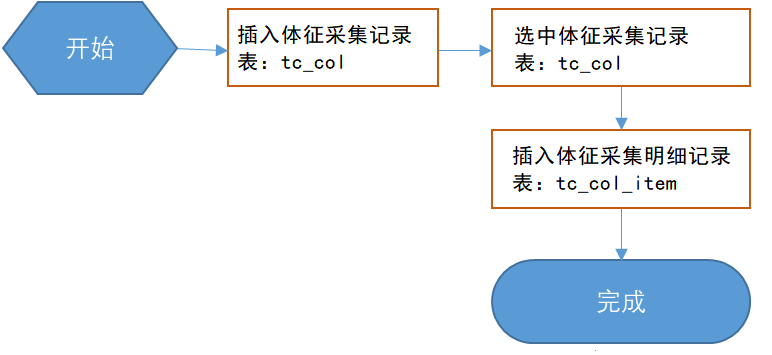 开始
插入体征采集记录
表：tc_col
选中体征采集记录
表：tc_col
插入体征采集明细记录
表：tc_col_item
完成